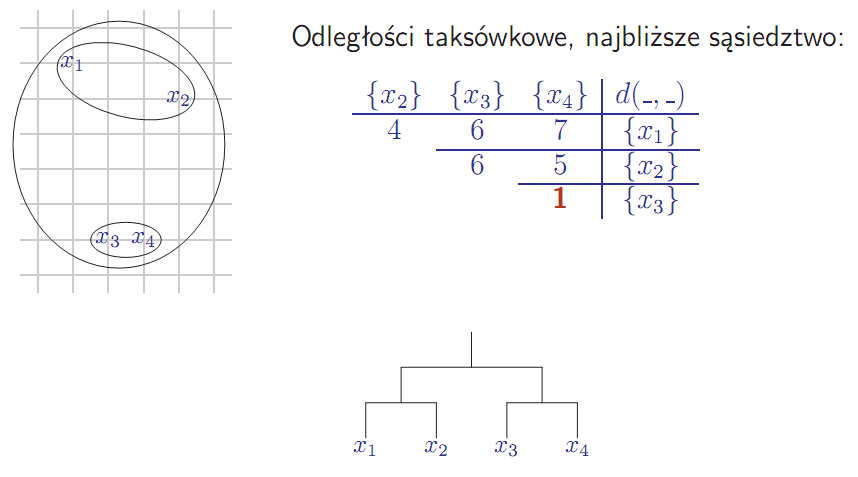 Odległości taksówkowe, najbliższe sąsiedztwo:
x₁
x₂
x₃ x₄
{x₂} {x₃} {x₄} d(_, _)
4 6 7 {x₁}
6 5 {x₂}
1 {x₃}
x₁ x₂ x₃ x₄